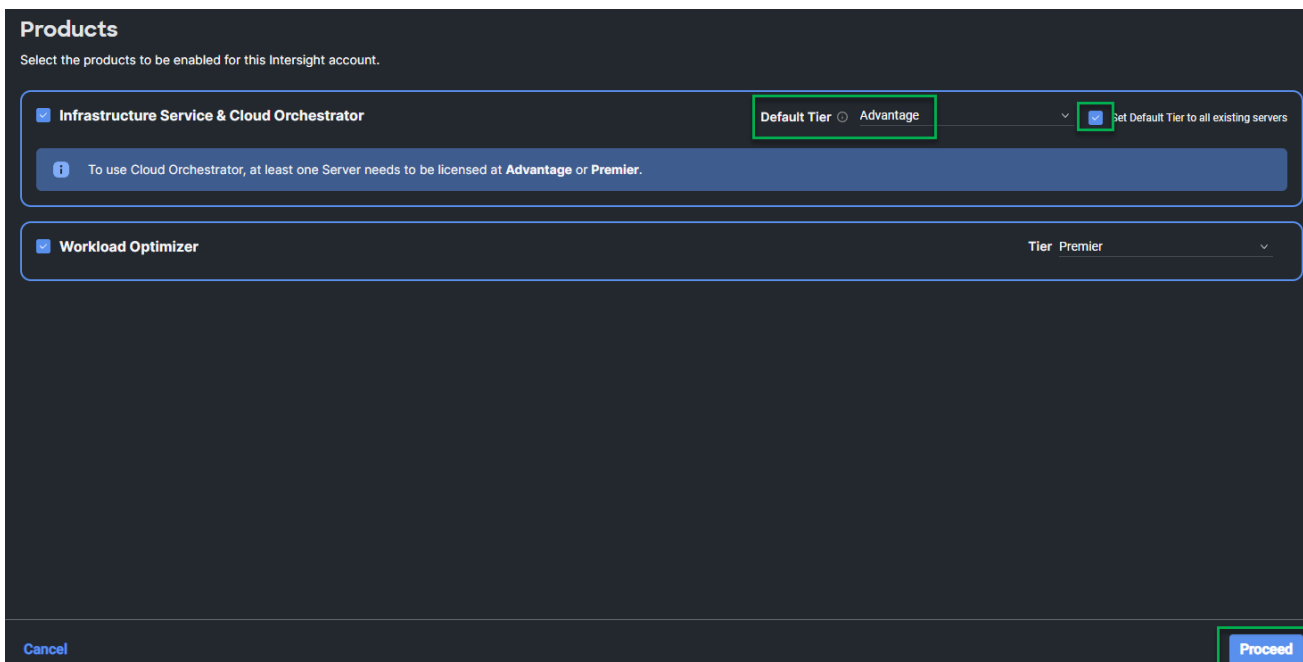 Products
Select the products to be enabled for this Intersight account.
Infrastructure Service & Cloud Orchestrator
Default Tier Advantage
Set Default Tier to all existing servers
To use Cloud Orchestrator, at least one Server needs to be licensed at Advantage or Premier.
Workload Optimizer
Tier Premier
Cancel
Proceed